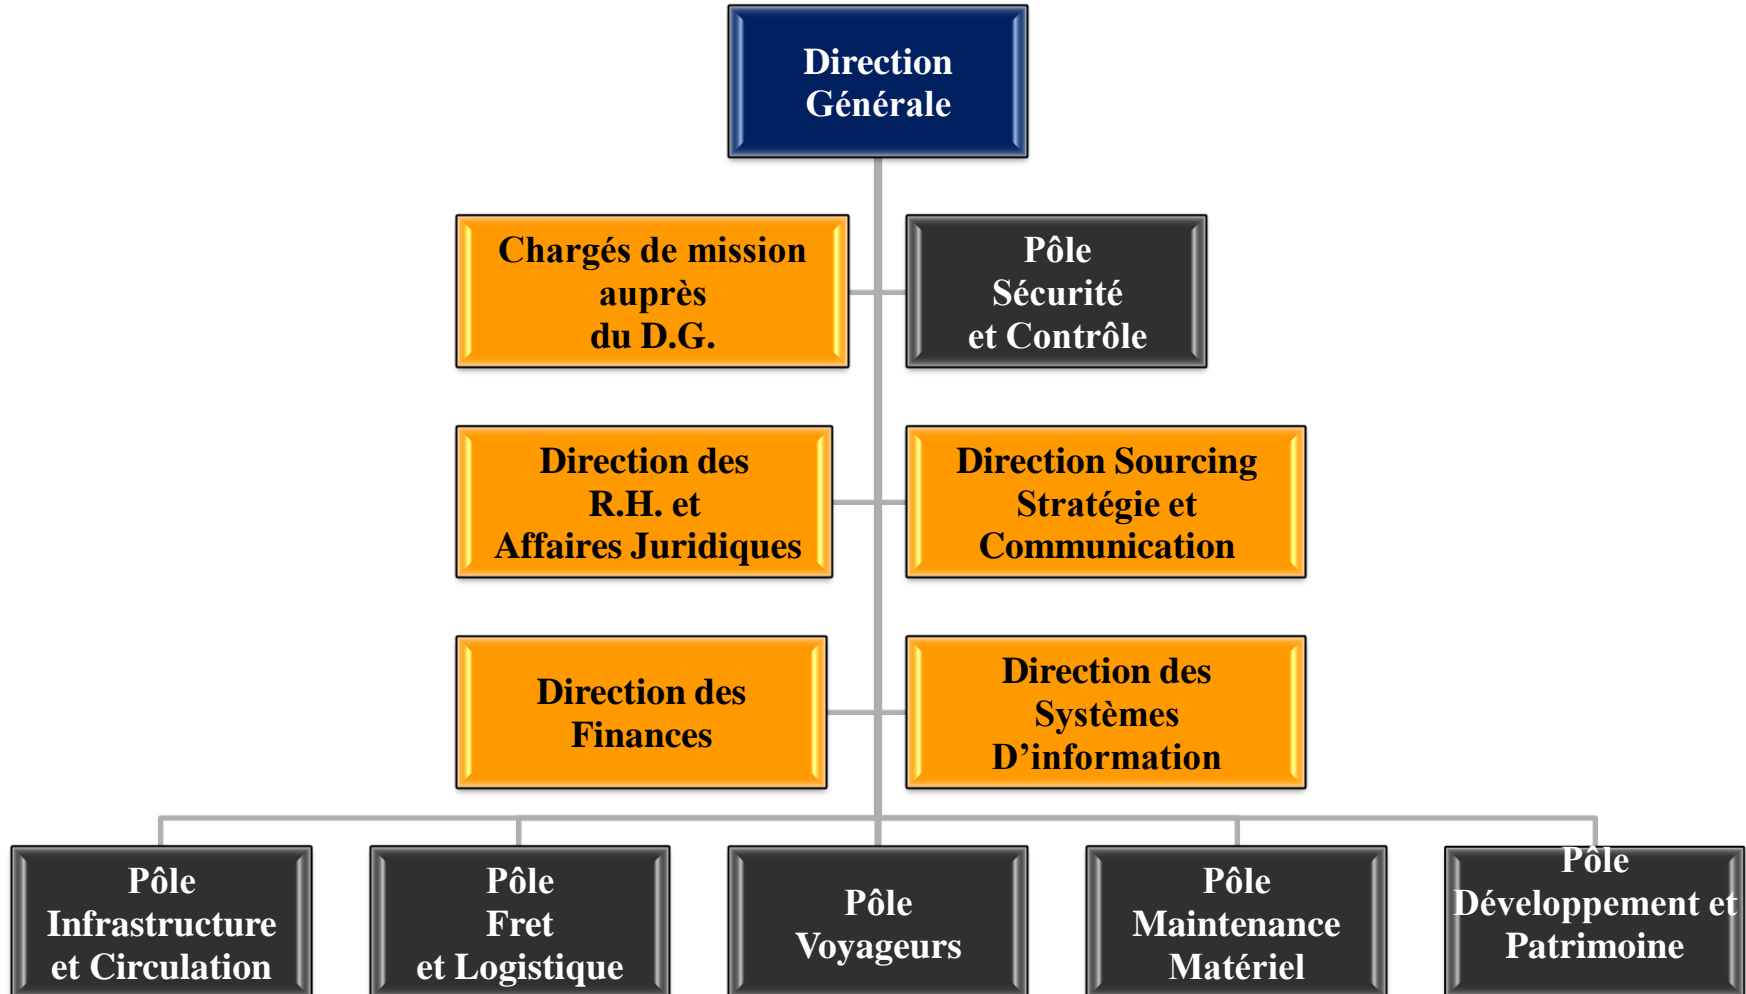 Direction
Générale
Chargés de mission
auprès
du D.G.
Pôle
Sécurité
et Contrôle
Direction des
R.H. et
Affaires Juridiques
Direction Sourcing
Stratégie et
Communication
Direction des
Finances
Direction des
Systèmes
D’information
Pôle
Infrastructure
et Circulation
Pôle
Fret
et Logistique
Pôle
Voyageurs
Pôle
Maintenance
Matériel
Pôle
Développement et
Patrimoine